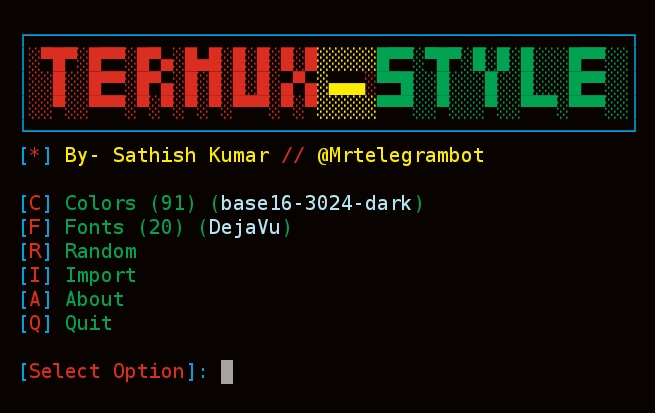 TERMUX-STYLE
[*] By- Sathish Kumar // @Mrtelegrambot
[C] Colors (91) (base16-3024-dark)
[F] Fonts (20) (DejaVu)
[R] Random
[I] Import
[A] About
[Q] Quit
[Select Option]: